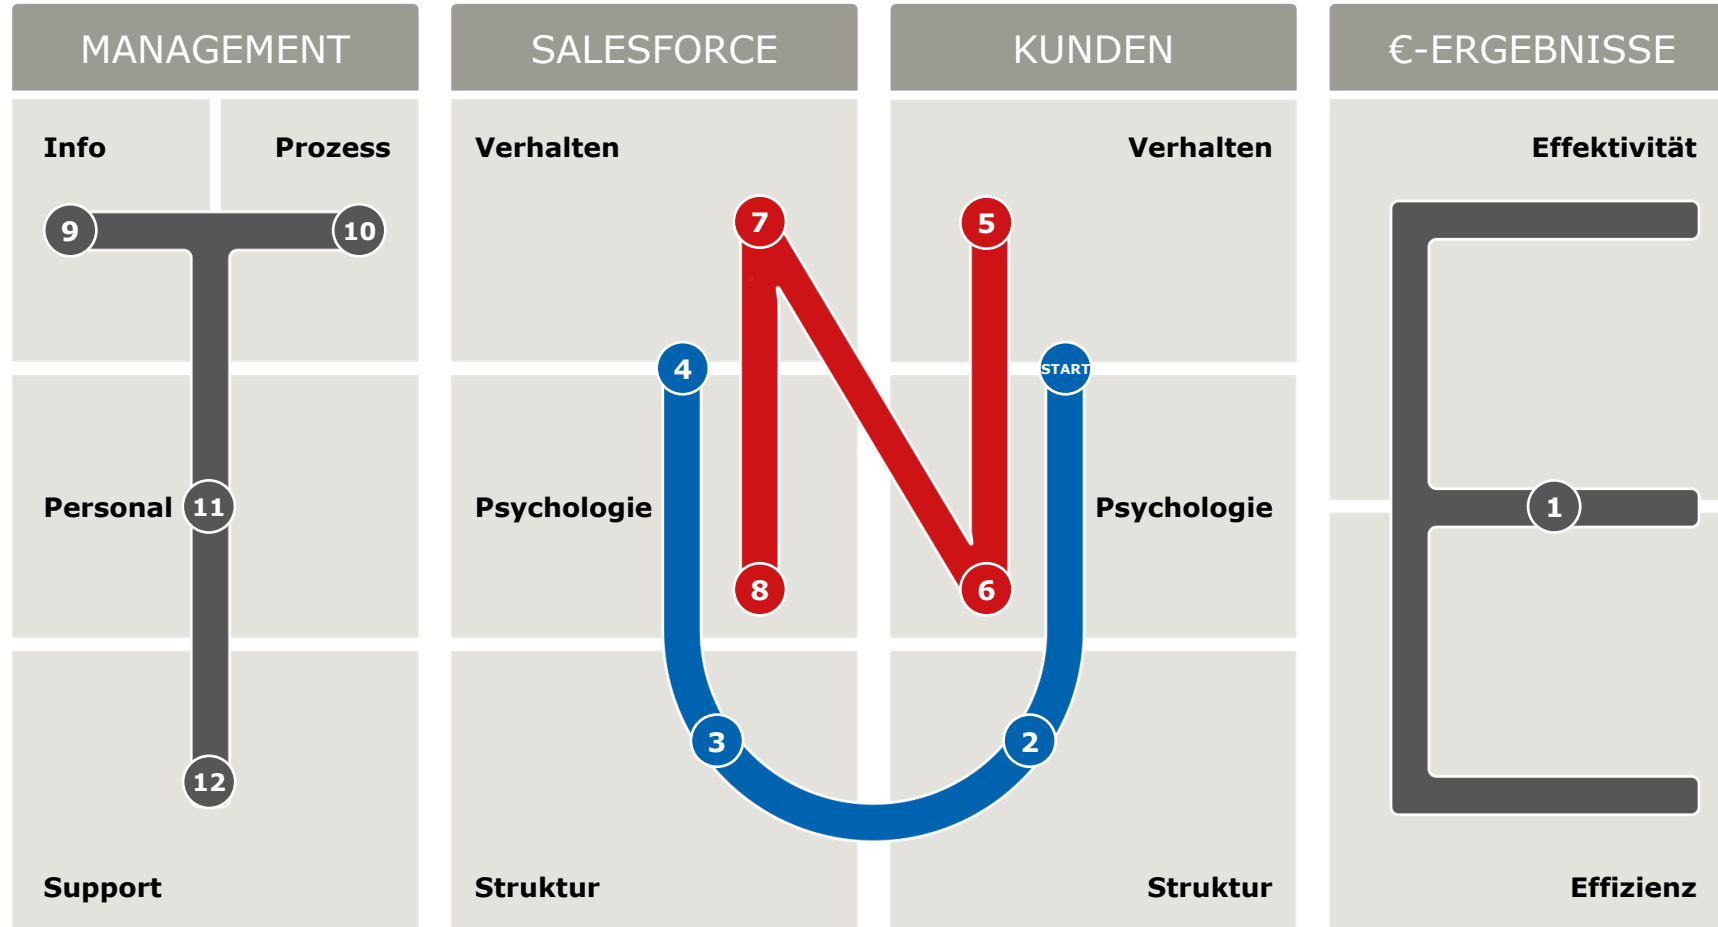 MANAGEMENT SALESFORCE KUNDEN €-ERGEBNISSE
Info Prozess Verhalten Verhalten Effektivität
9 10 7 5
4 START
Personal 11 Psychologie Psychologie 1
8 6
3 2
12
Support Struktur Struktur Effizienz